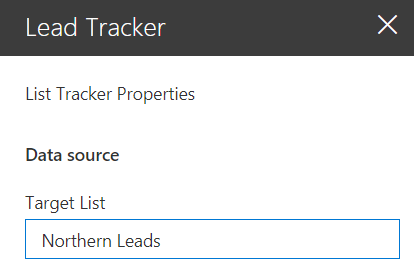 Lead Tracker
List Tracker Properties
Data source
Target List
Northern Leads